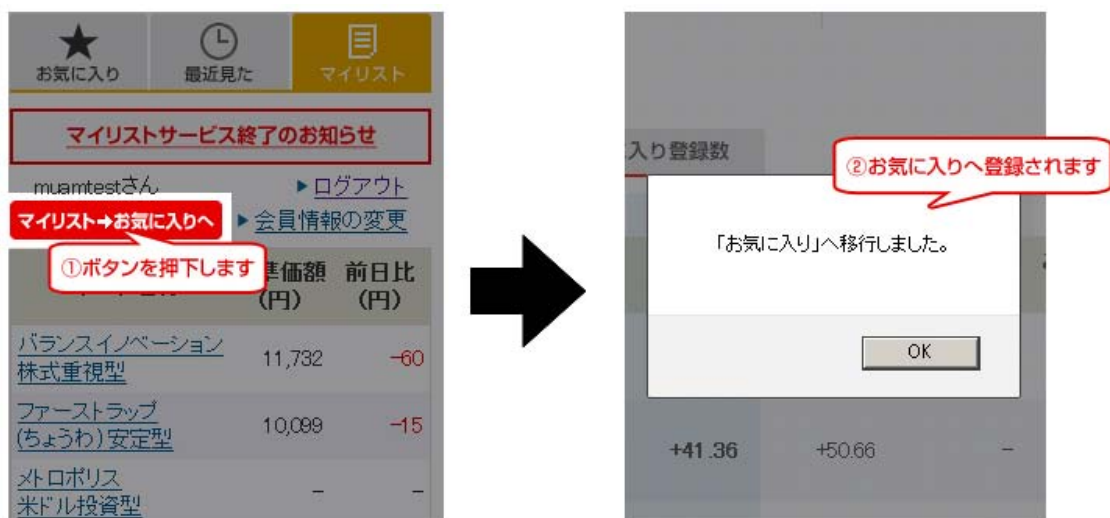 お気に入り
最近見た
マイリスト
マイリストサービス終了のお知らせ
muamtestさん
ログアウト
マイリスト→お気に入りへ
会員情報の変更
①ボタンを押下します
準価額
(円)
前日比
(円)
バランスイノベーション
株式重視型
11,732
-60
ファーストラップ
(ちょうわ)安定型
10,099
-15
メトロポリス
米ドル投資型
-
-
入り登録数
②お気に入りへ登録されます
「お気に入り」へ移行しました。
OK
+41.36
+50.66
-